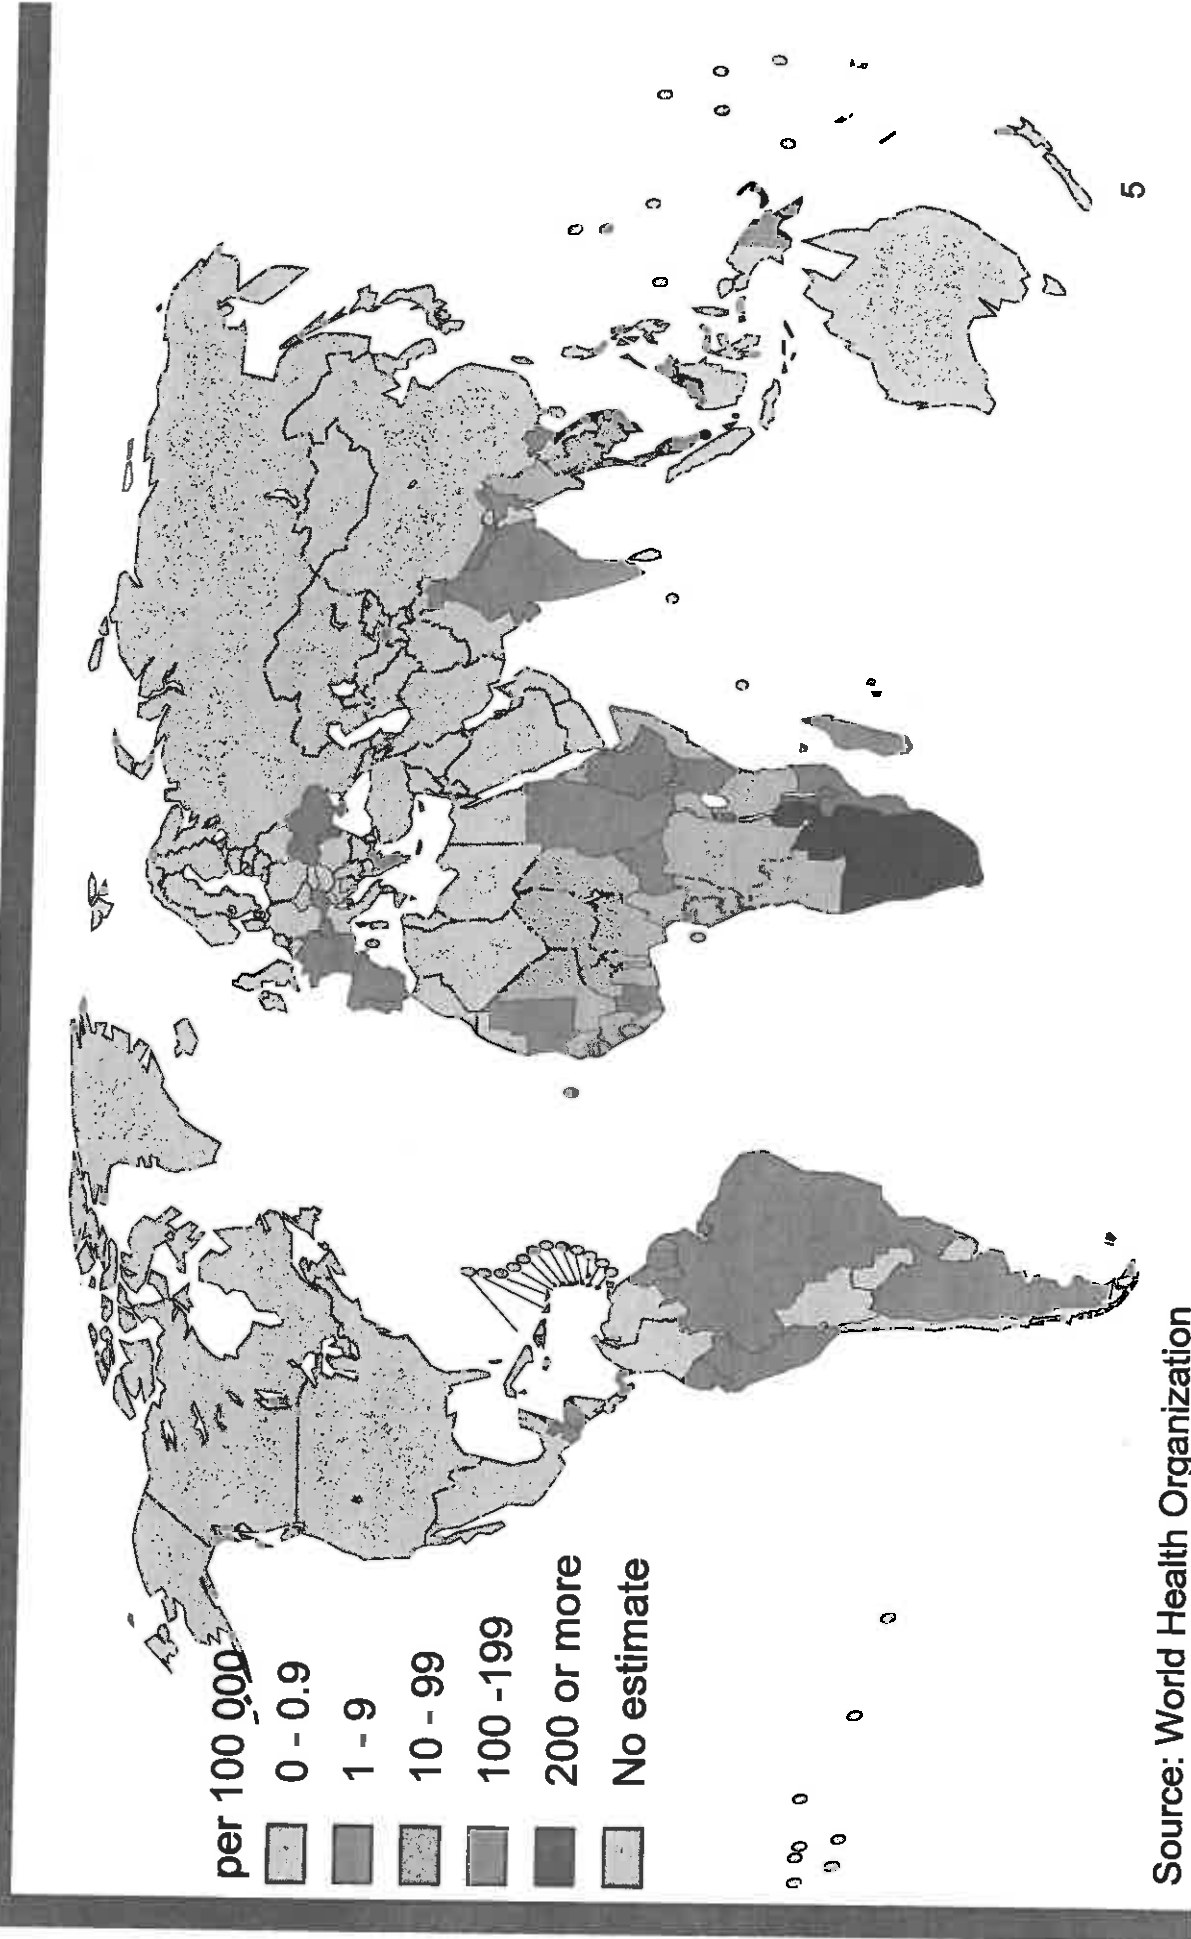 per 100 000
0 - 0.9
1 - 9
10 - 99
100 -199
200 or more
No estimate
Source: World Health Organization
5